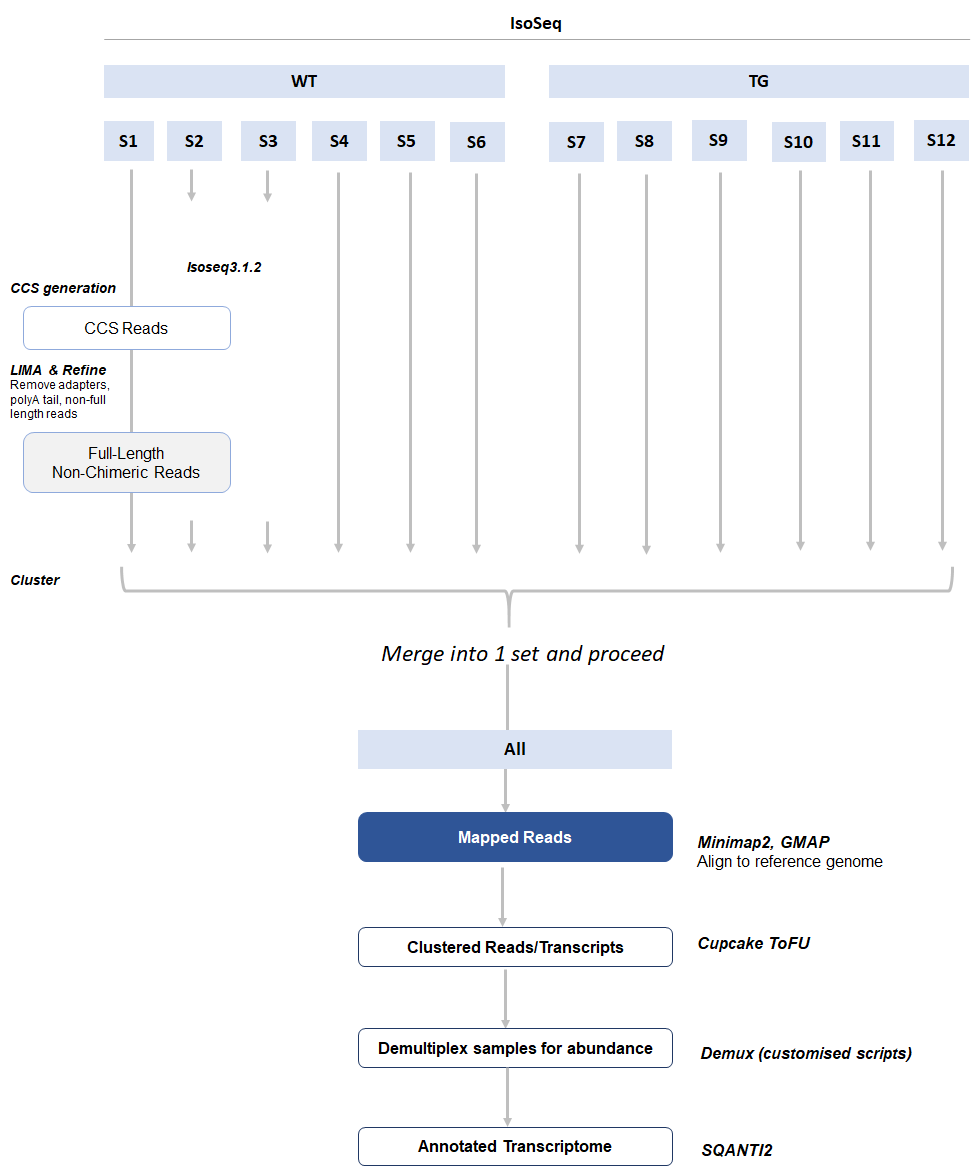 IsoSeq
WT
TG
S1
S2
S3
S4
S5
S6
S7
S8
S9
S10
S11
S12
Isoseq3.1.2
CCS generation
CCS Reads
LIMA & Refine
Remove adapters,
polyA tail, non-full
length reads
Full-Length
Non-Chimeric Reads
Cluster
Merge into 1 set and proceed
All
Mapped Reads
Minimap2, GMAP
Align to reference genome
Clustered Reads/Transcripts
Cupcake ToFU
Demultiplex samples for abundance
Demux (customised scripts)
Annotated Transcriptome
SQANTI2